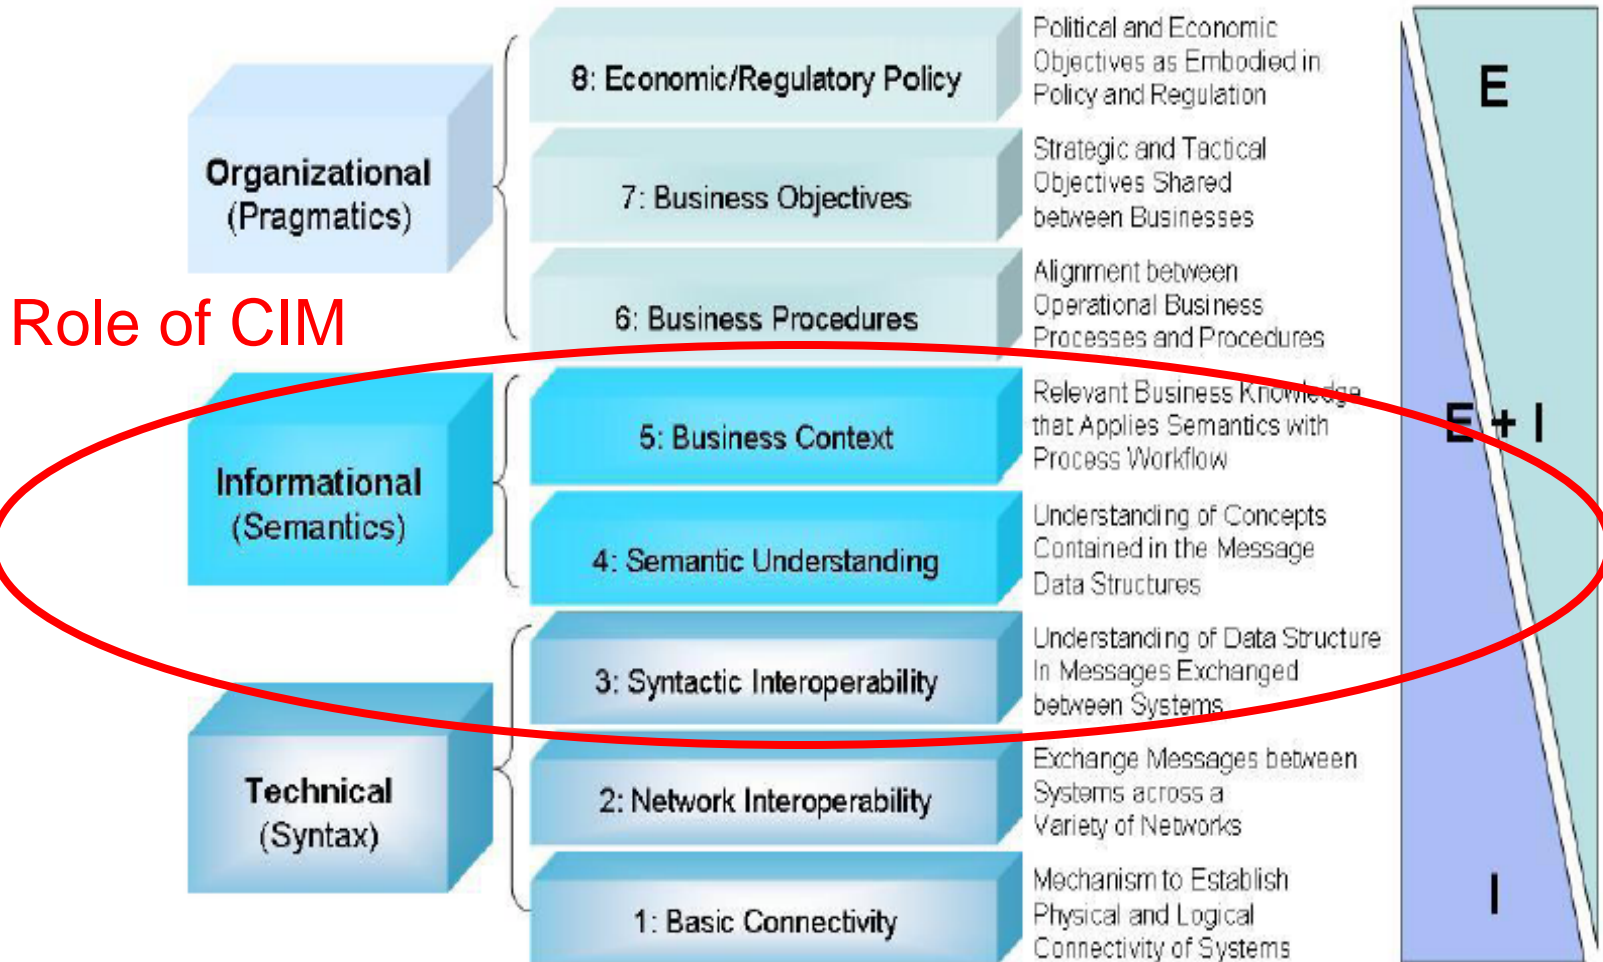 8: Economic/Regulatory Policy
Political and Economic
Objectives as Embodied in
Policy and Regulation
E
Organizational
(Pragmatics)
7: Business Objectives
Strategic and Tactical
Objectives Shared
between Businesses
6: Business Procedures
Alignment between
Operational Business
Processes and Procedures
Role of CIM
Informational
(Semantics)
5: Business Context
Relevant Business Knowledge
that Applies Semantics with
Process Workflow
E + I
4: Semantic Understanding
Understanding of Concepts
Contained in the Message
Data Structures
Technical
(Syntax)
3: Syntactic Interoperability
Understanding of Data Structure
In Messages Exchanged
between Systems
2: Network Interoperability
Exchange Messages between
Systems across a
Variety of Networks
1: Basic Connectivity
Mechanism to Establish
Physical and Logical
Connectivity of Systems
I